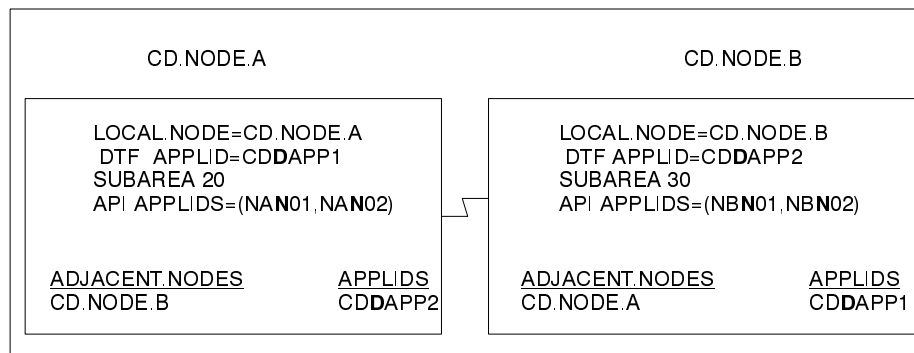 CD.NODE.A
CD.NODE.B
LOCAL.NODE=CD.NODE.A
DTF APPLID=CDDAPP1
SUBAREA 20
API APPLIDS=(NAN01,NAN02)
ADJACENT.NODES APPLIDS
CD.NODE.B CDDAPP2
LOCAL.NODE=CD.NODE.B
DTF APPLID=CDDAPP2
SUBAREA 30
API APPLIDS=(NBN01,NBN02)
ADJACENT.NODES APPLIDS
CD.NODE.A CDDAPP1